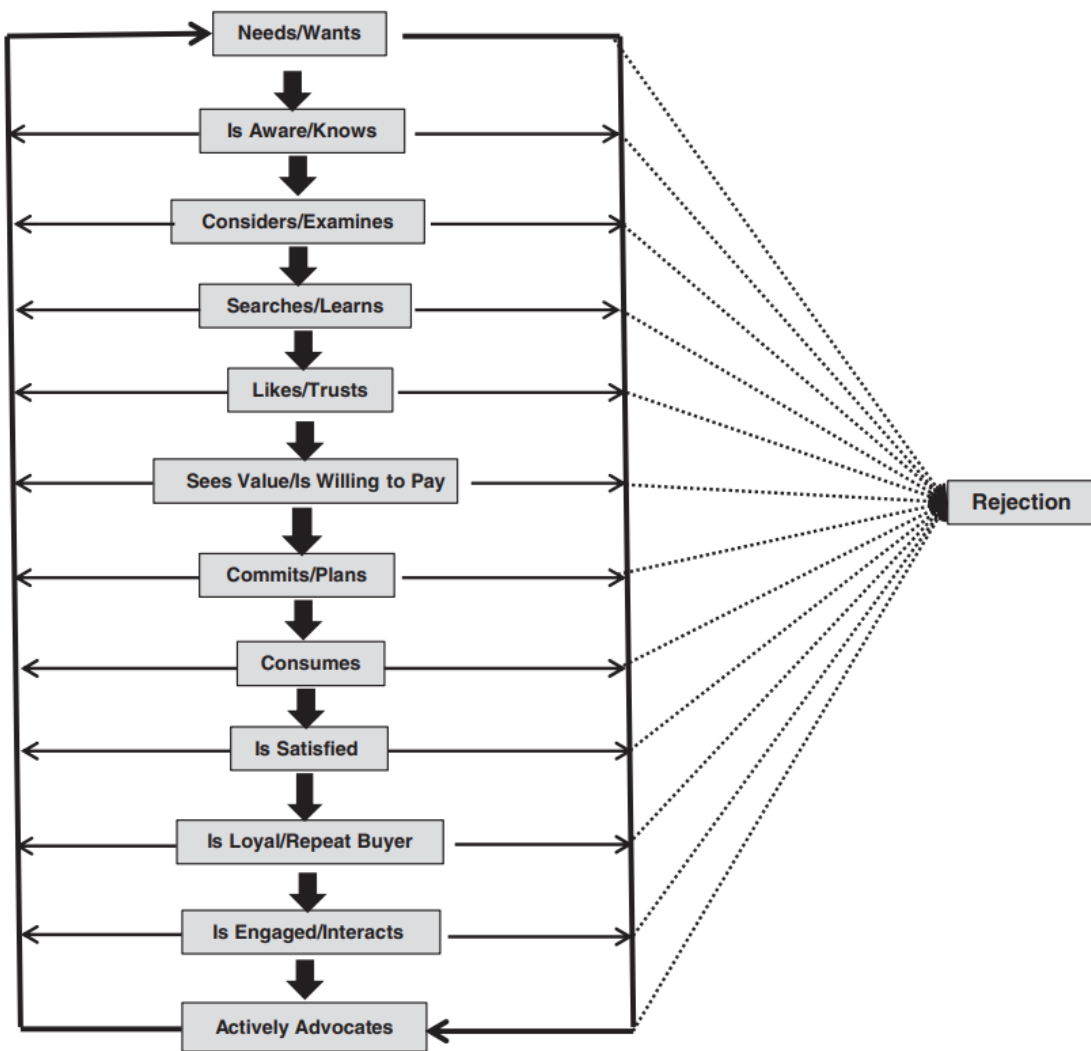 Needs/Wants
Is Aware/Knows
Considers/Examines
Searches/Learns
Likes/Trusts
Sees Value/Is Willing to Pay
Rejection
Commits/Plans
Consumes
Is Satisfied
Is Loyal/Repeat Buyer
Is Engaged/Interacts
Actively Advocates